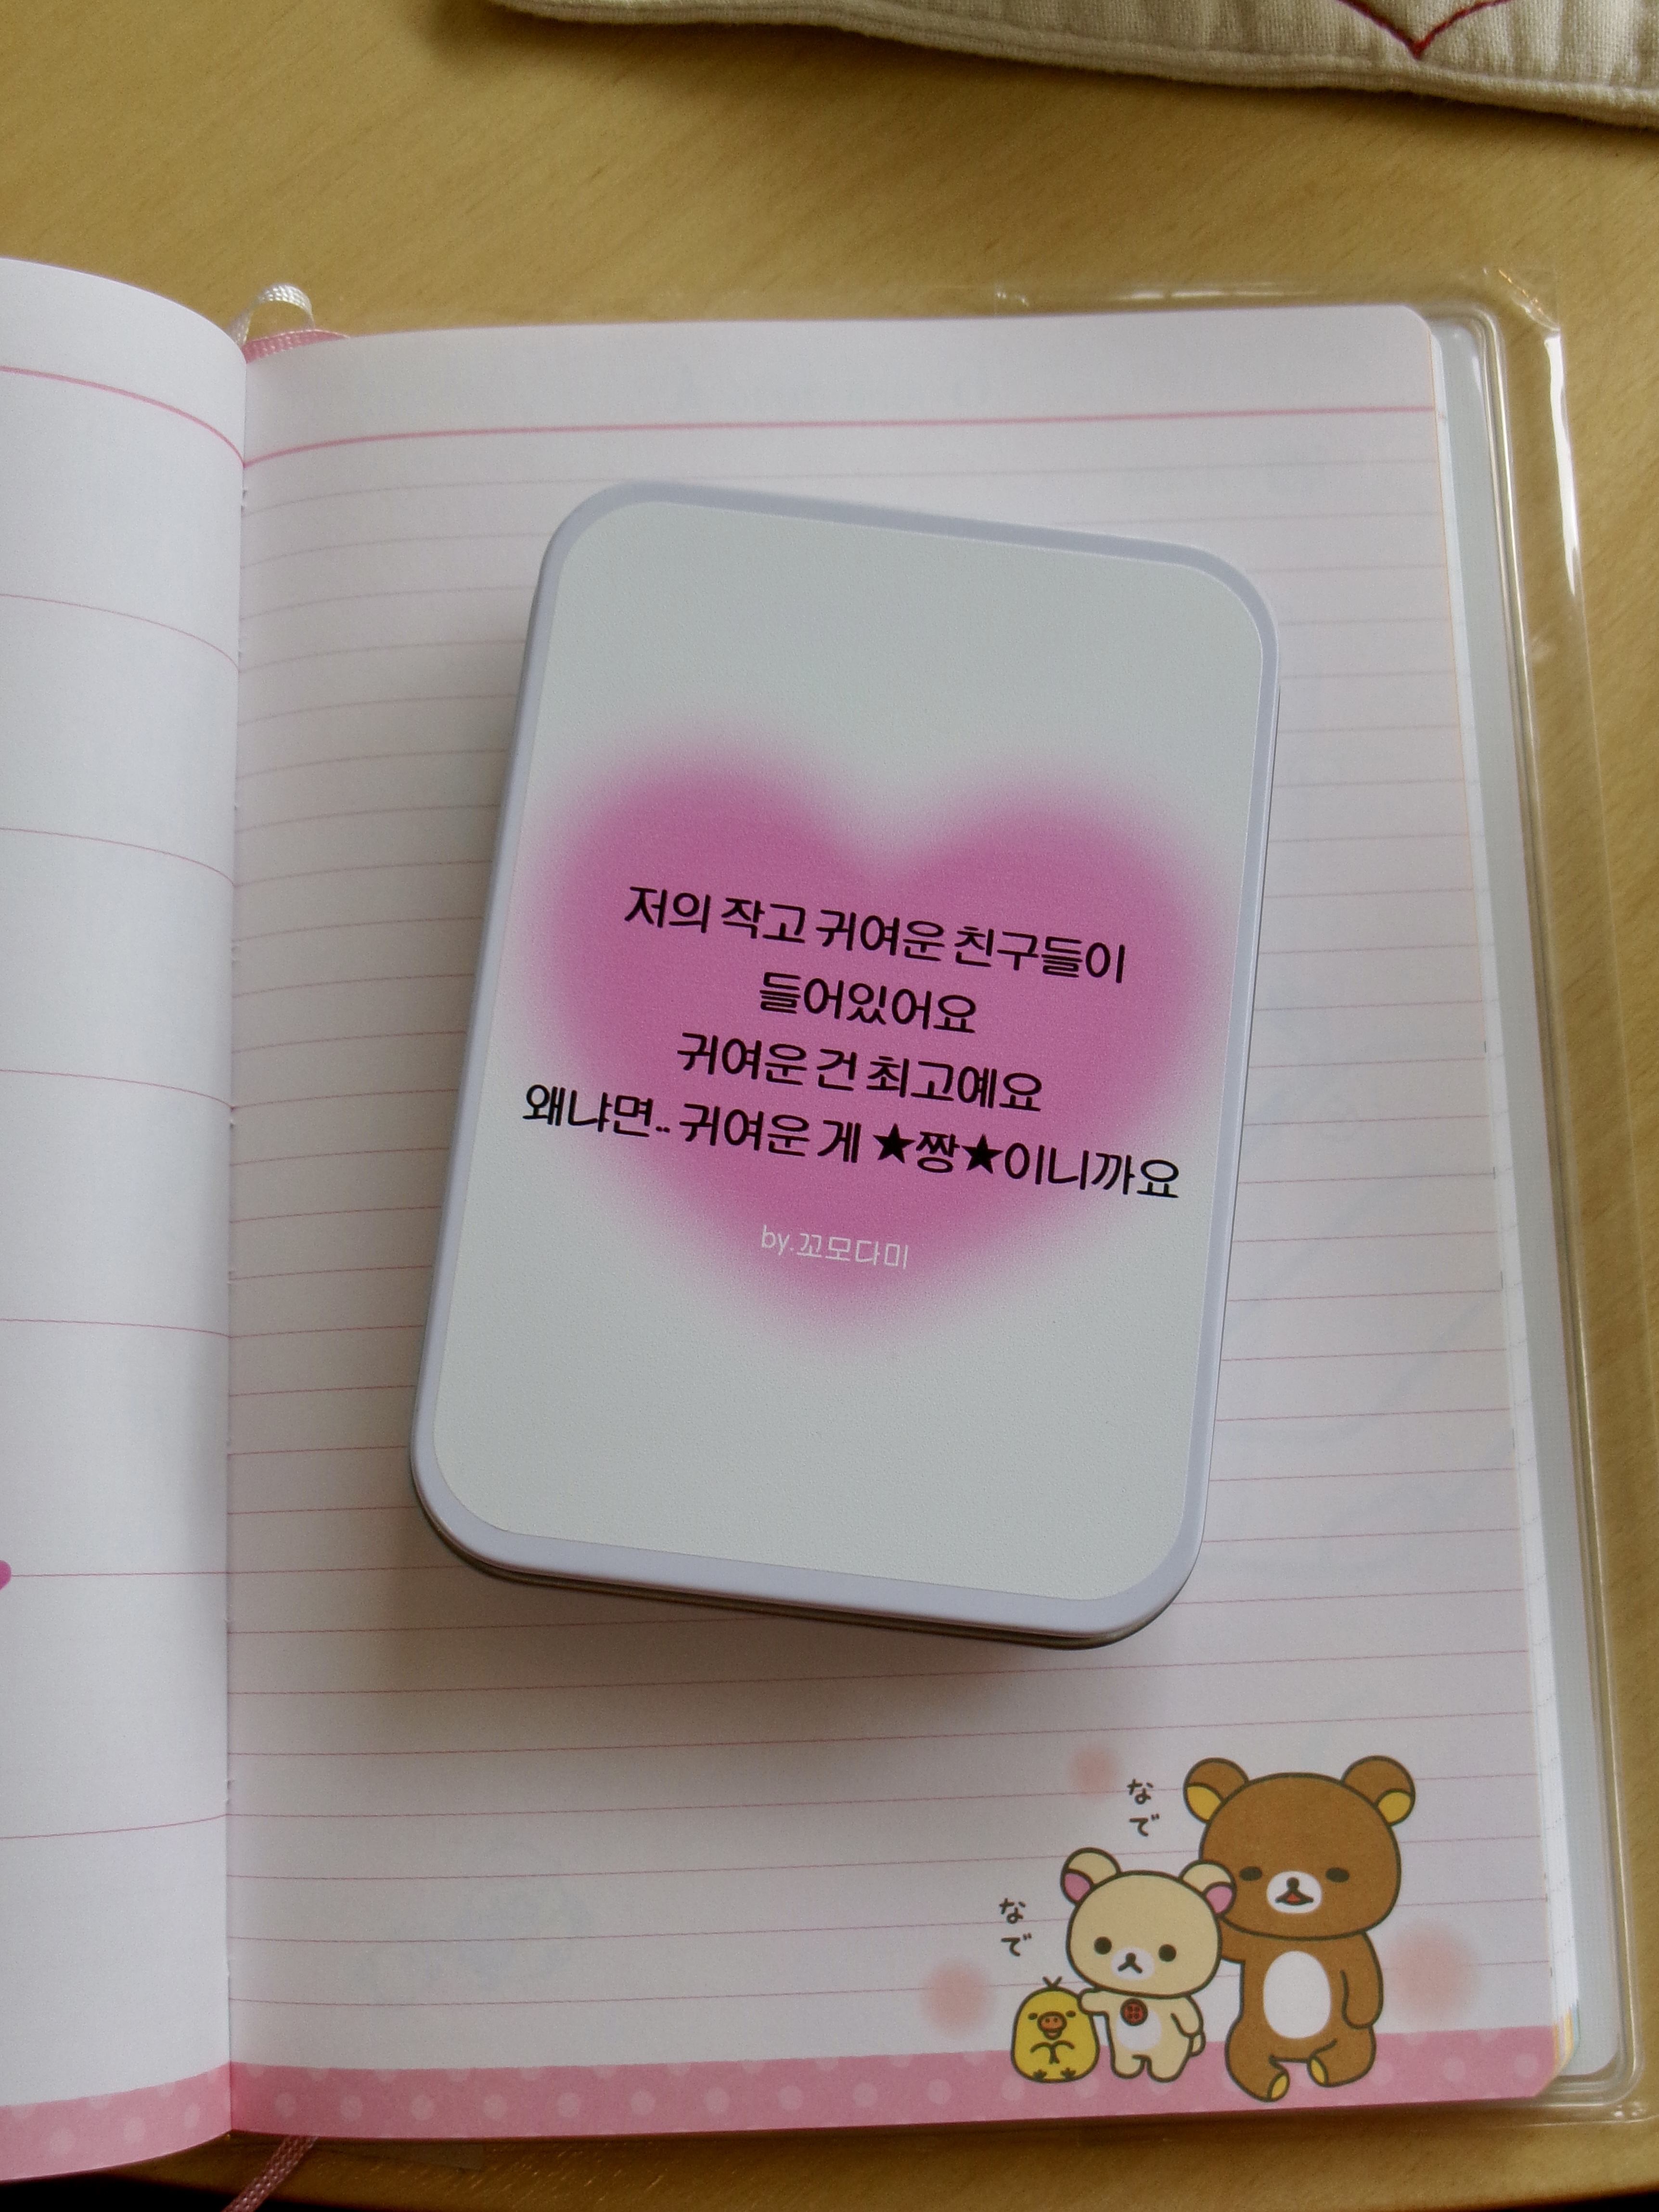 저의 작고 귀여운 친구들이
들어있어요
귀여운 건 최고예요
왜냐면.. 귀여운 게 ★짱★이니까요
by.꼬모다미
なで
なで